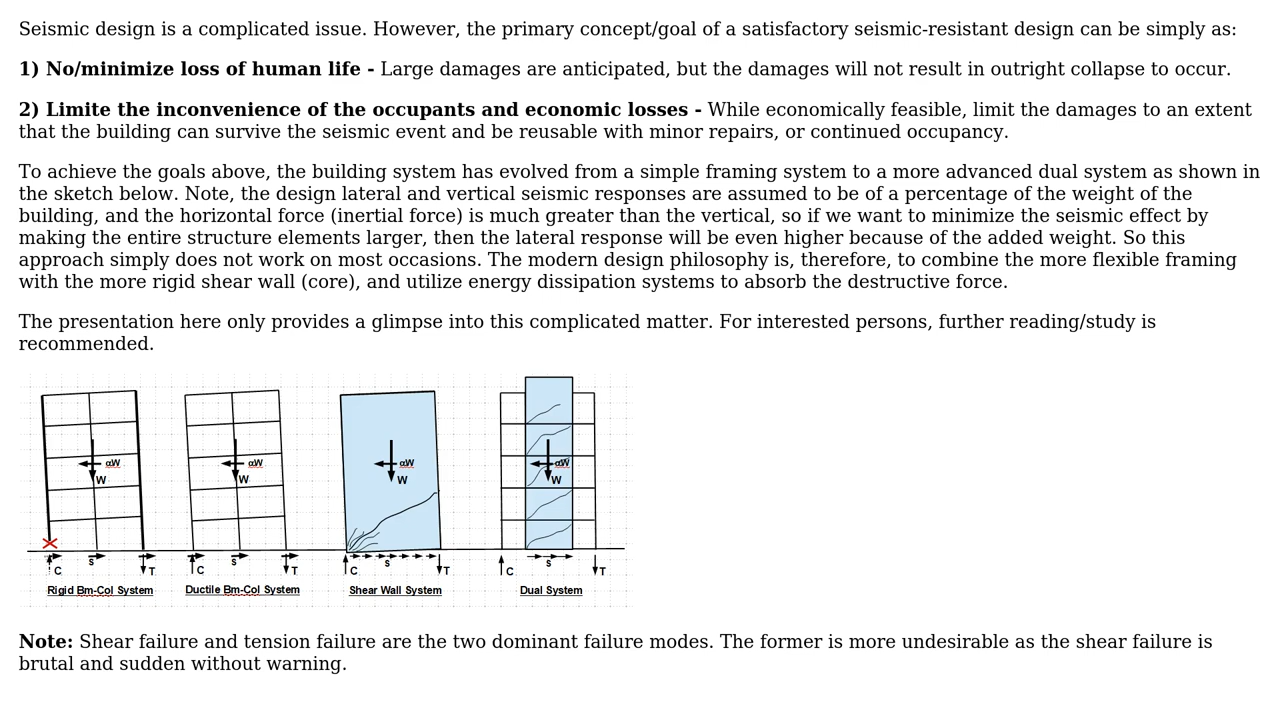 Seismic design is a complicated issue. However, the primary concept/goal of a satisfactory seismic-resistant design can be simply as:
1) No/minimize loss of human life - Large damages are anticipated, but the damages will not result in outright collapse to occur.
2) Limite the inconvenience of the occupants and economic losses - While economically feasible, limit the damages to an extent
that the building can survive the seismic event and be reusable with minor repairs, or continued occupancy.
To achieve the goals above, the building system has evolved from a simple framing system to a more advanced dual system as shown in
the sketch below. Note, the design lateral and vertical seismic responses are assumed to be of a percentage of the weight of the
building, and the horizontal force (inertial force) is much greater than the vertical, so if we want to minimize the seismic effect by
making the entire structure elements larger, then the lateral response will be even higher because of the added weight. So this
approach simply does not work on most occasions. The modern design philosophy is, therefore, to combine the more flexible framing
with the more rigid shear wall (core), and utilize energy dissipation systems to absorb the destructive force.
The presentation here only provides a glimpse into this complicated matter. For interested persons, further reading/study is
recommended.
αW αW αW αW
W W W W
S S S S
C T C T C T C T
Rigid Bm-Col System Ductile Bm-Col System Shear Wall System Dual System
Note: Shear failure and tension failure are the two dominant failure modes. The former is more undesirable as the shear failure is
brutal and sudden without warning.